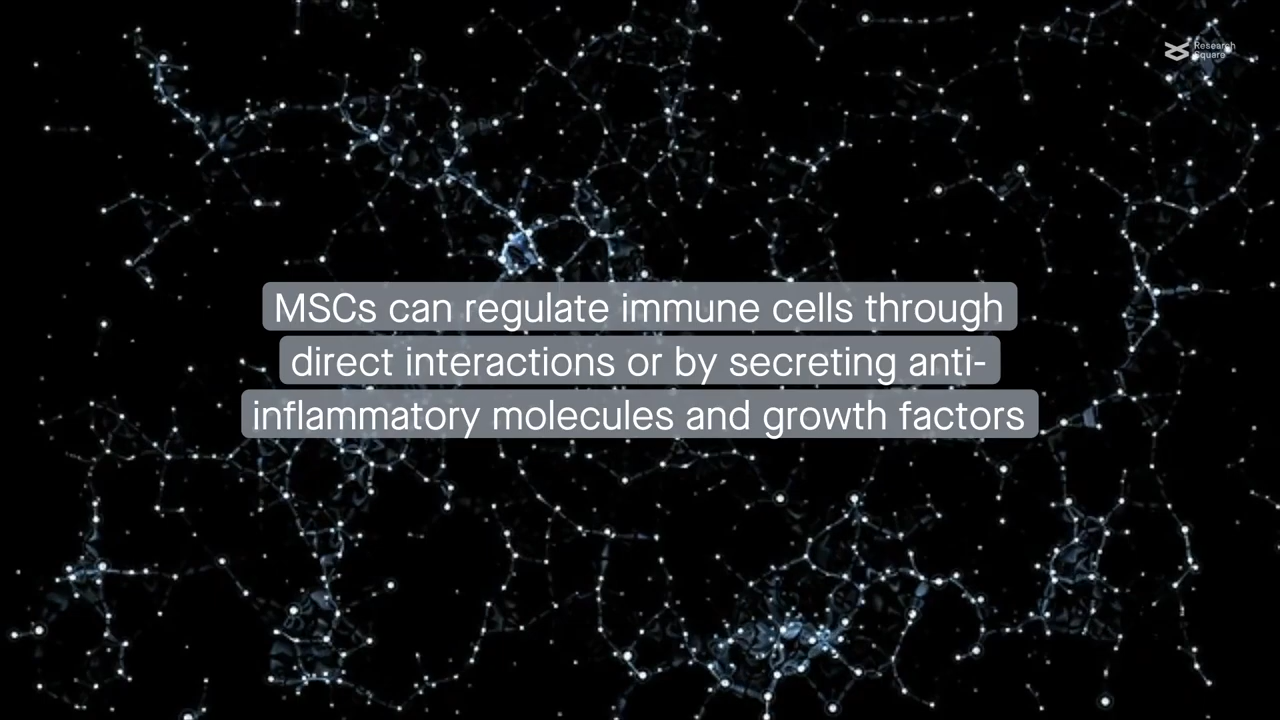 Research
Square
MSCs can regulate immune cells through
direct interactions or by secreting anti-
inflammatory molecules and growth factors